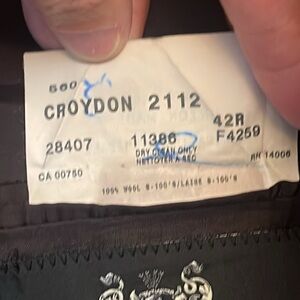 560
CROYDON 2112
42R
28407 11386 F4259
DRY CLEAN ONLY
NETTOYER A SEC
CA 00750 RN 14006
100% WOOL S-100'S/LAINE S-100'S